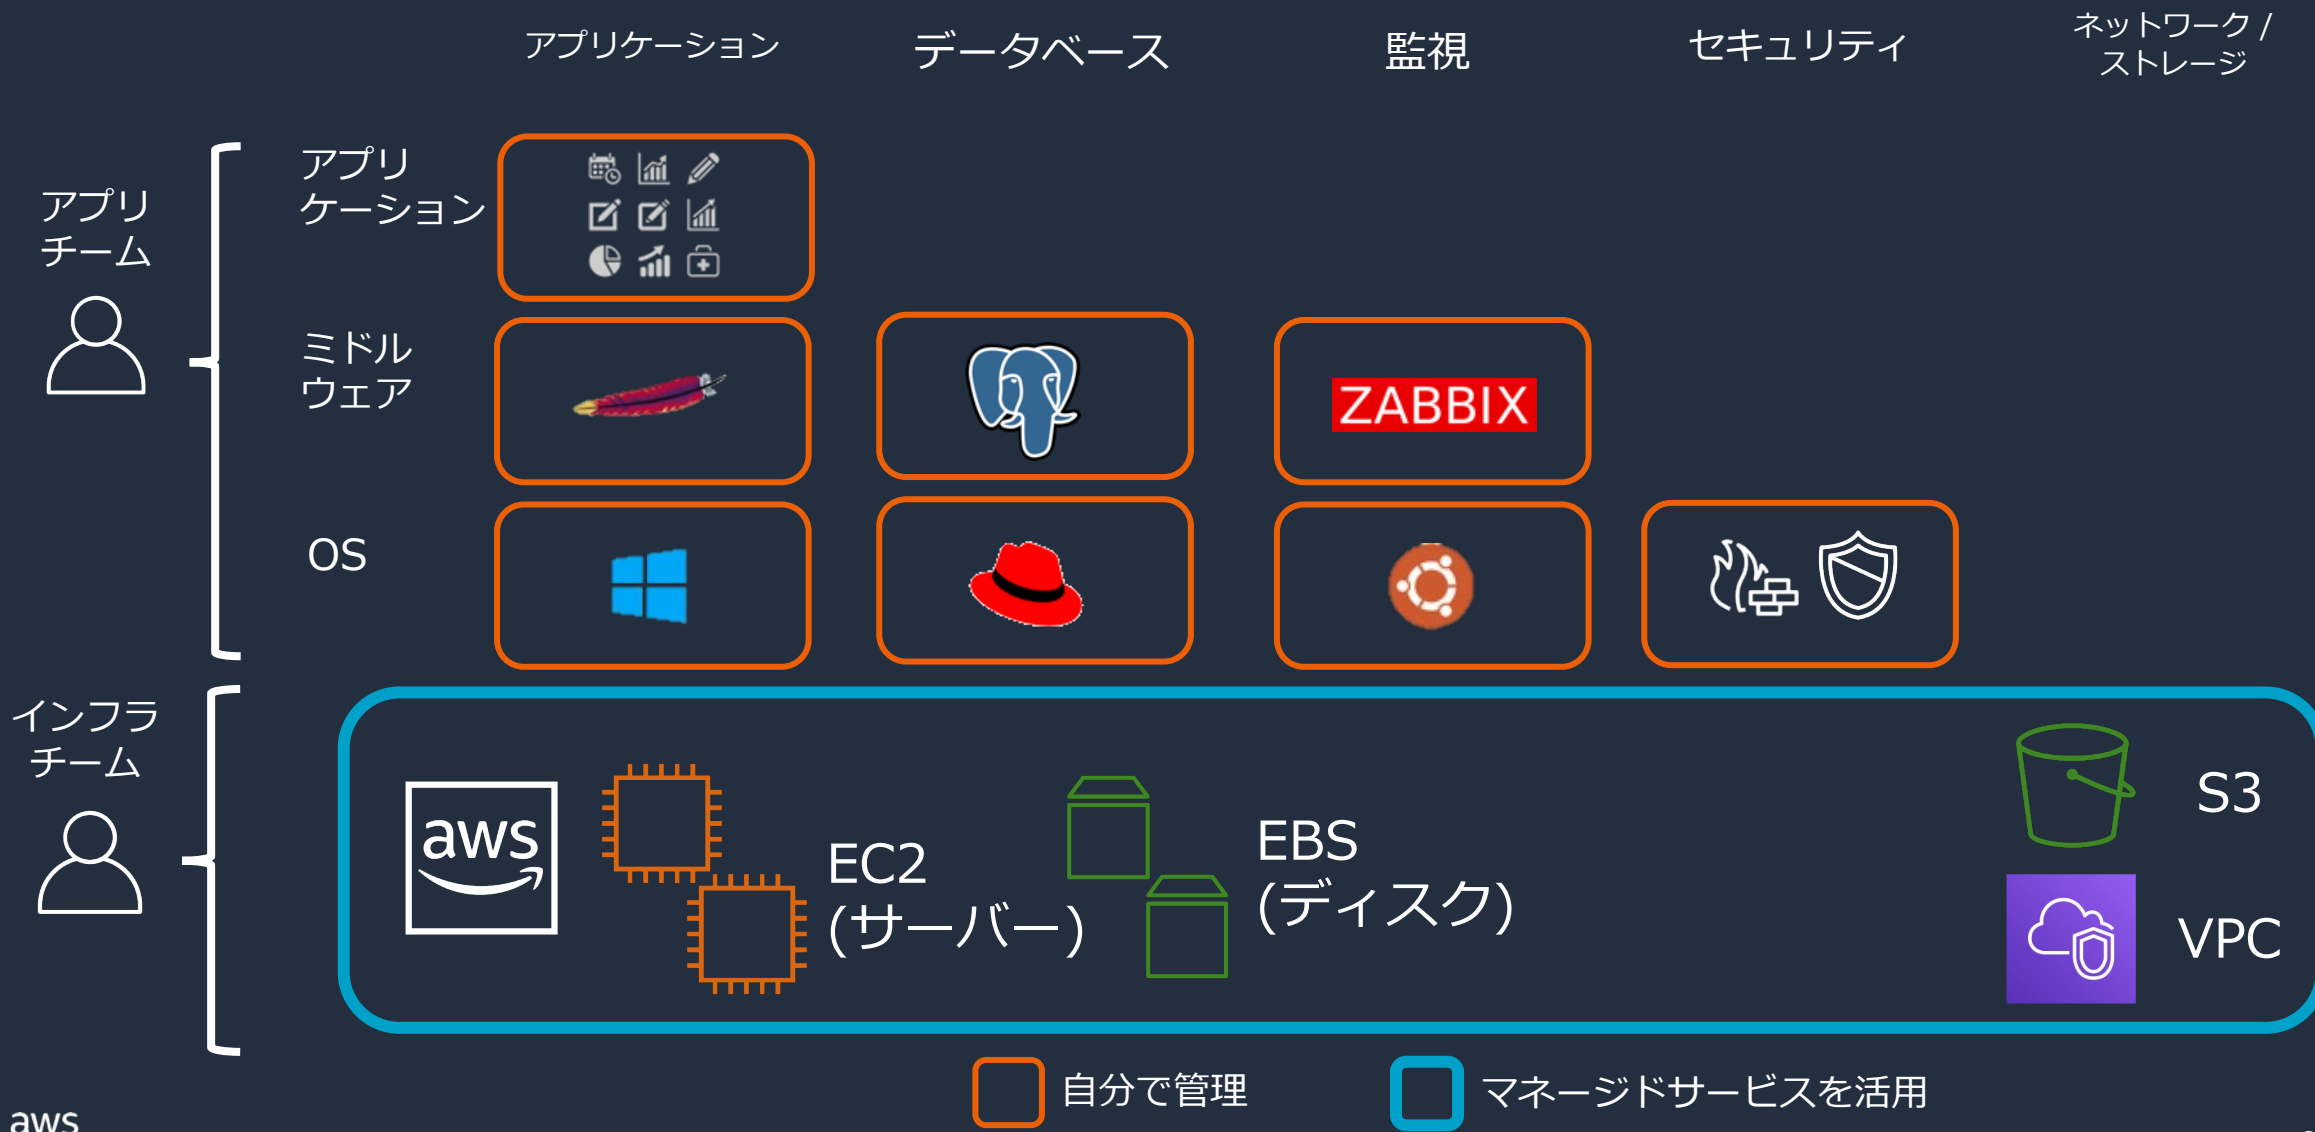 アプリケーション
データベース
監視
セキュリティ
ネットワーク /
ストレージ
アプリ
チーム
アプリ
ケーション
ミドル
ウェア
ZABBIX
OS
インフラ
チーム
aws
EC2
(サーバー)
EBS
(ディスク)
S3
VPC
自分で管理
マネージドサービスを活用
aws